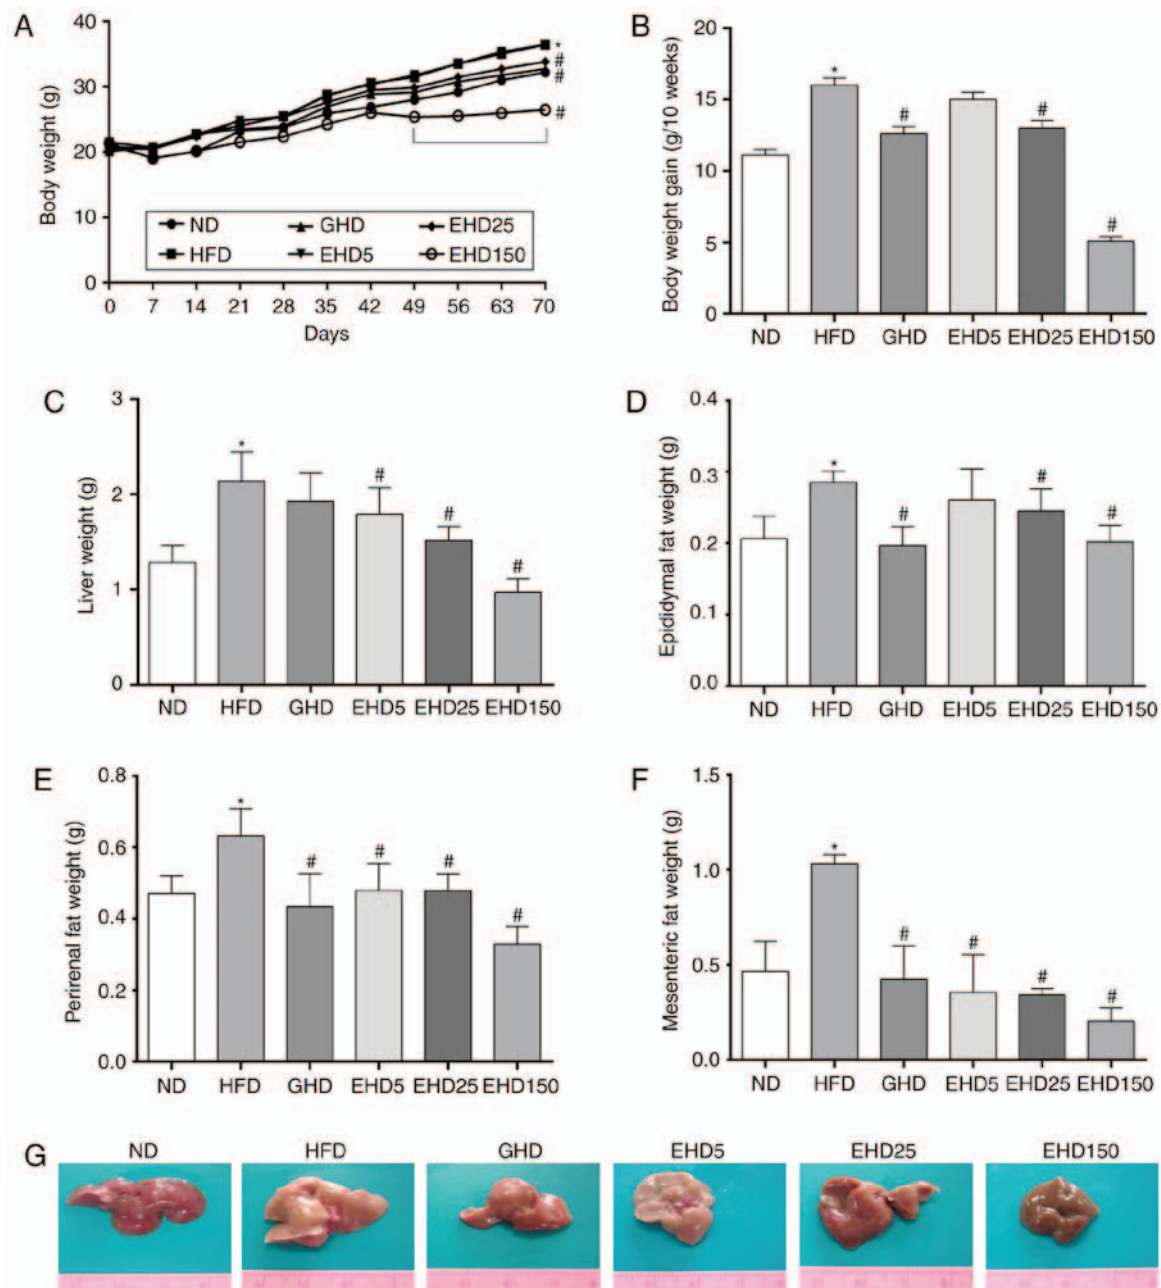 A
Body weight (g)
40
30
20
10
0
*
#
#
#
ND GHD EHD25
HFD EHD5 EHD150
0 7 14 21 28 35 42 49 56 63 70
Days
B
Body weight gain (g/10 weeks)
20
15
10
5
0
* # # #
ND HFD GHD EHD5 EHD25 EHD150
C
Liver weight (g)
3
2
1
0
* # # #
ND HFD GHD EHD5 EHD25 EHD150
D
Epididymal fat weight (g)
0.4
0.3
0.2
0.1
0.0
* # # #
ND HFD GHD EHD5 EHD25 EHD150
E
Perirenal fat weight (g)
0.8
0.6
0.4
0.2
0.0
* # # # #
ND HFD GHD EHD5 EHD25 EHD150
F
Mesenteric fat weight (g)
1.5
1.0
0.5
0.0
* # # # #
ND HFD GHD EHD5 EHD25 EHD150
G
ND HFD GHD EHD5 EHD25 EHD150